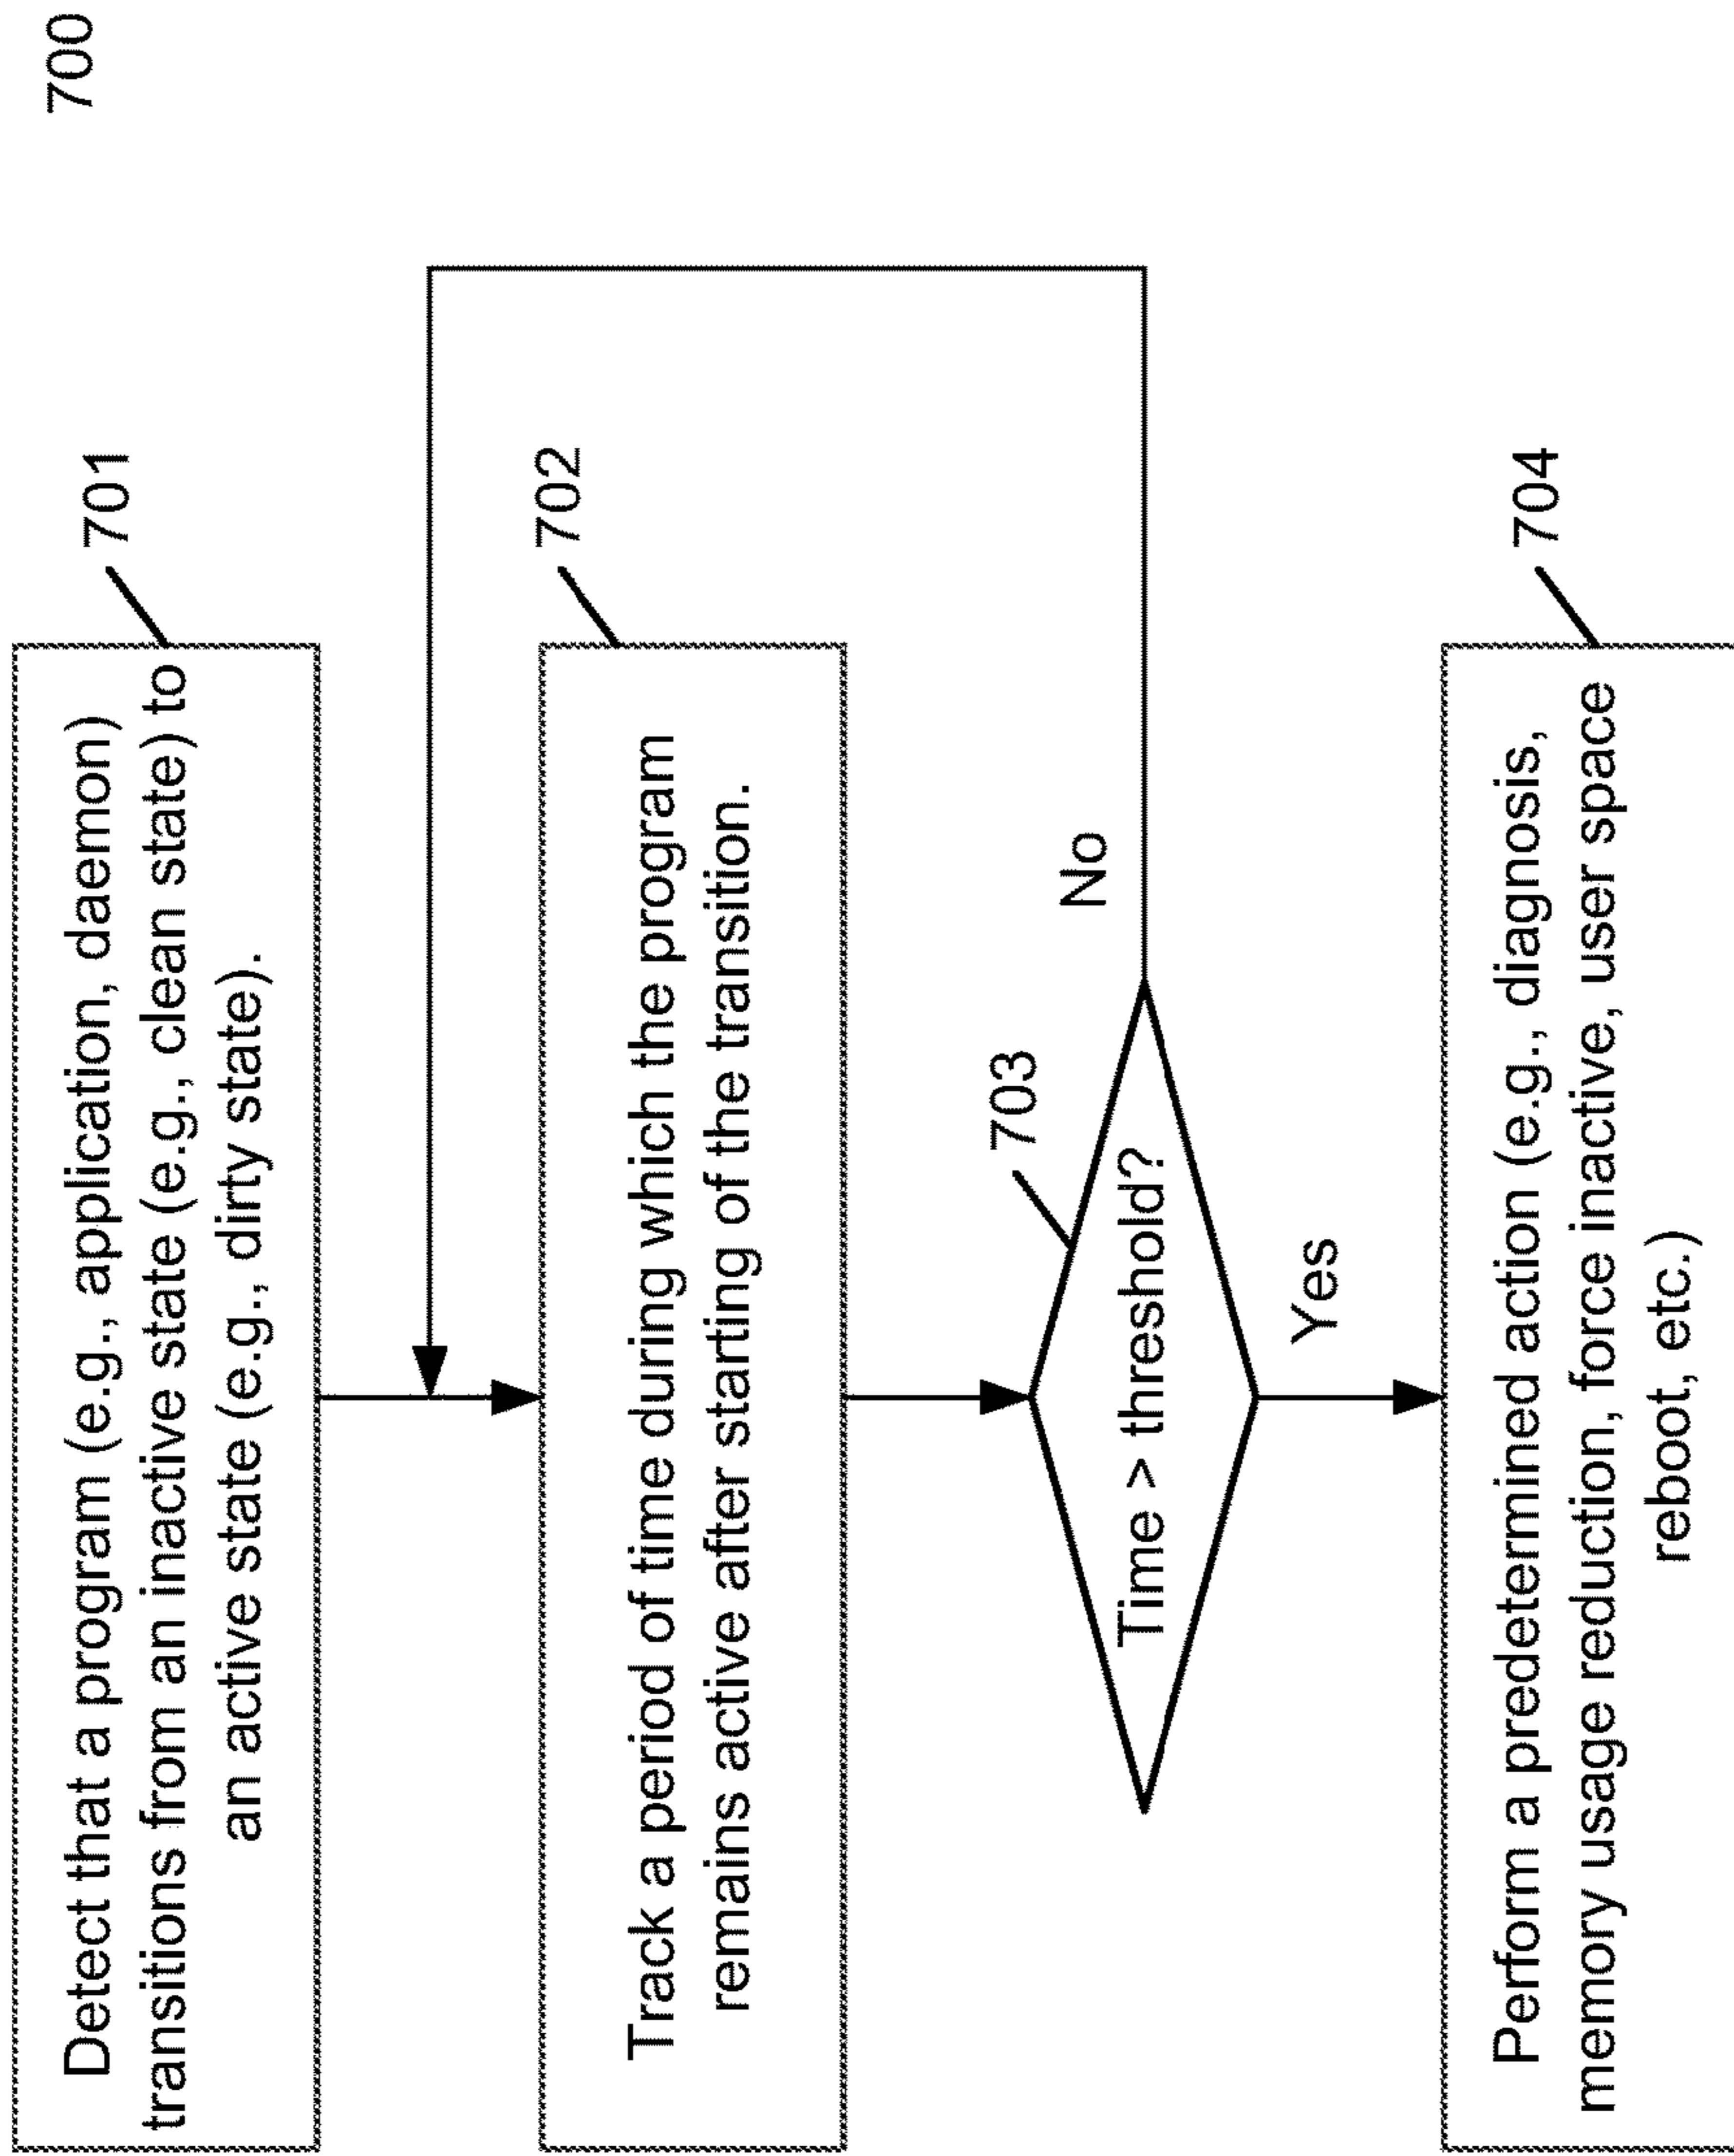 700
Detect that a program (e.g., application, daemon)
transitions from an inactive state (e.g., clean state) to
an active state (e.g., dirty state).
701
Track a period of time during which the program
remains active after starting of the transition.
702
703
Time > threshold?
No
Yes
Perform a predetermined action (e.g., diagnosis,
memory usage reduction, force inactive, user space
reboot, etc.)
704